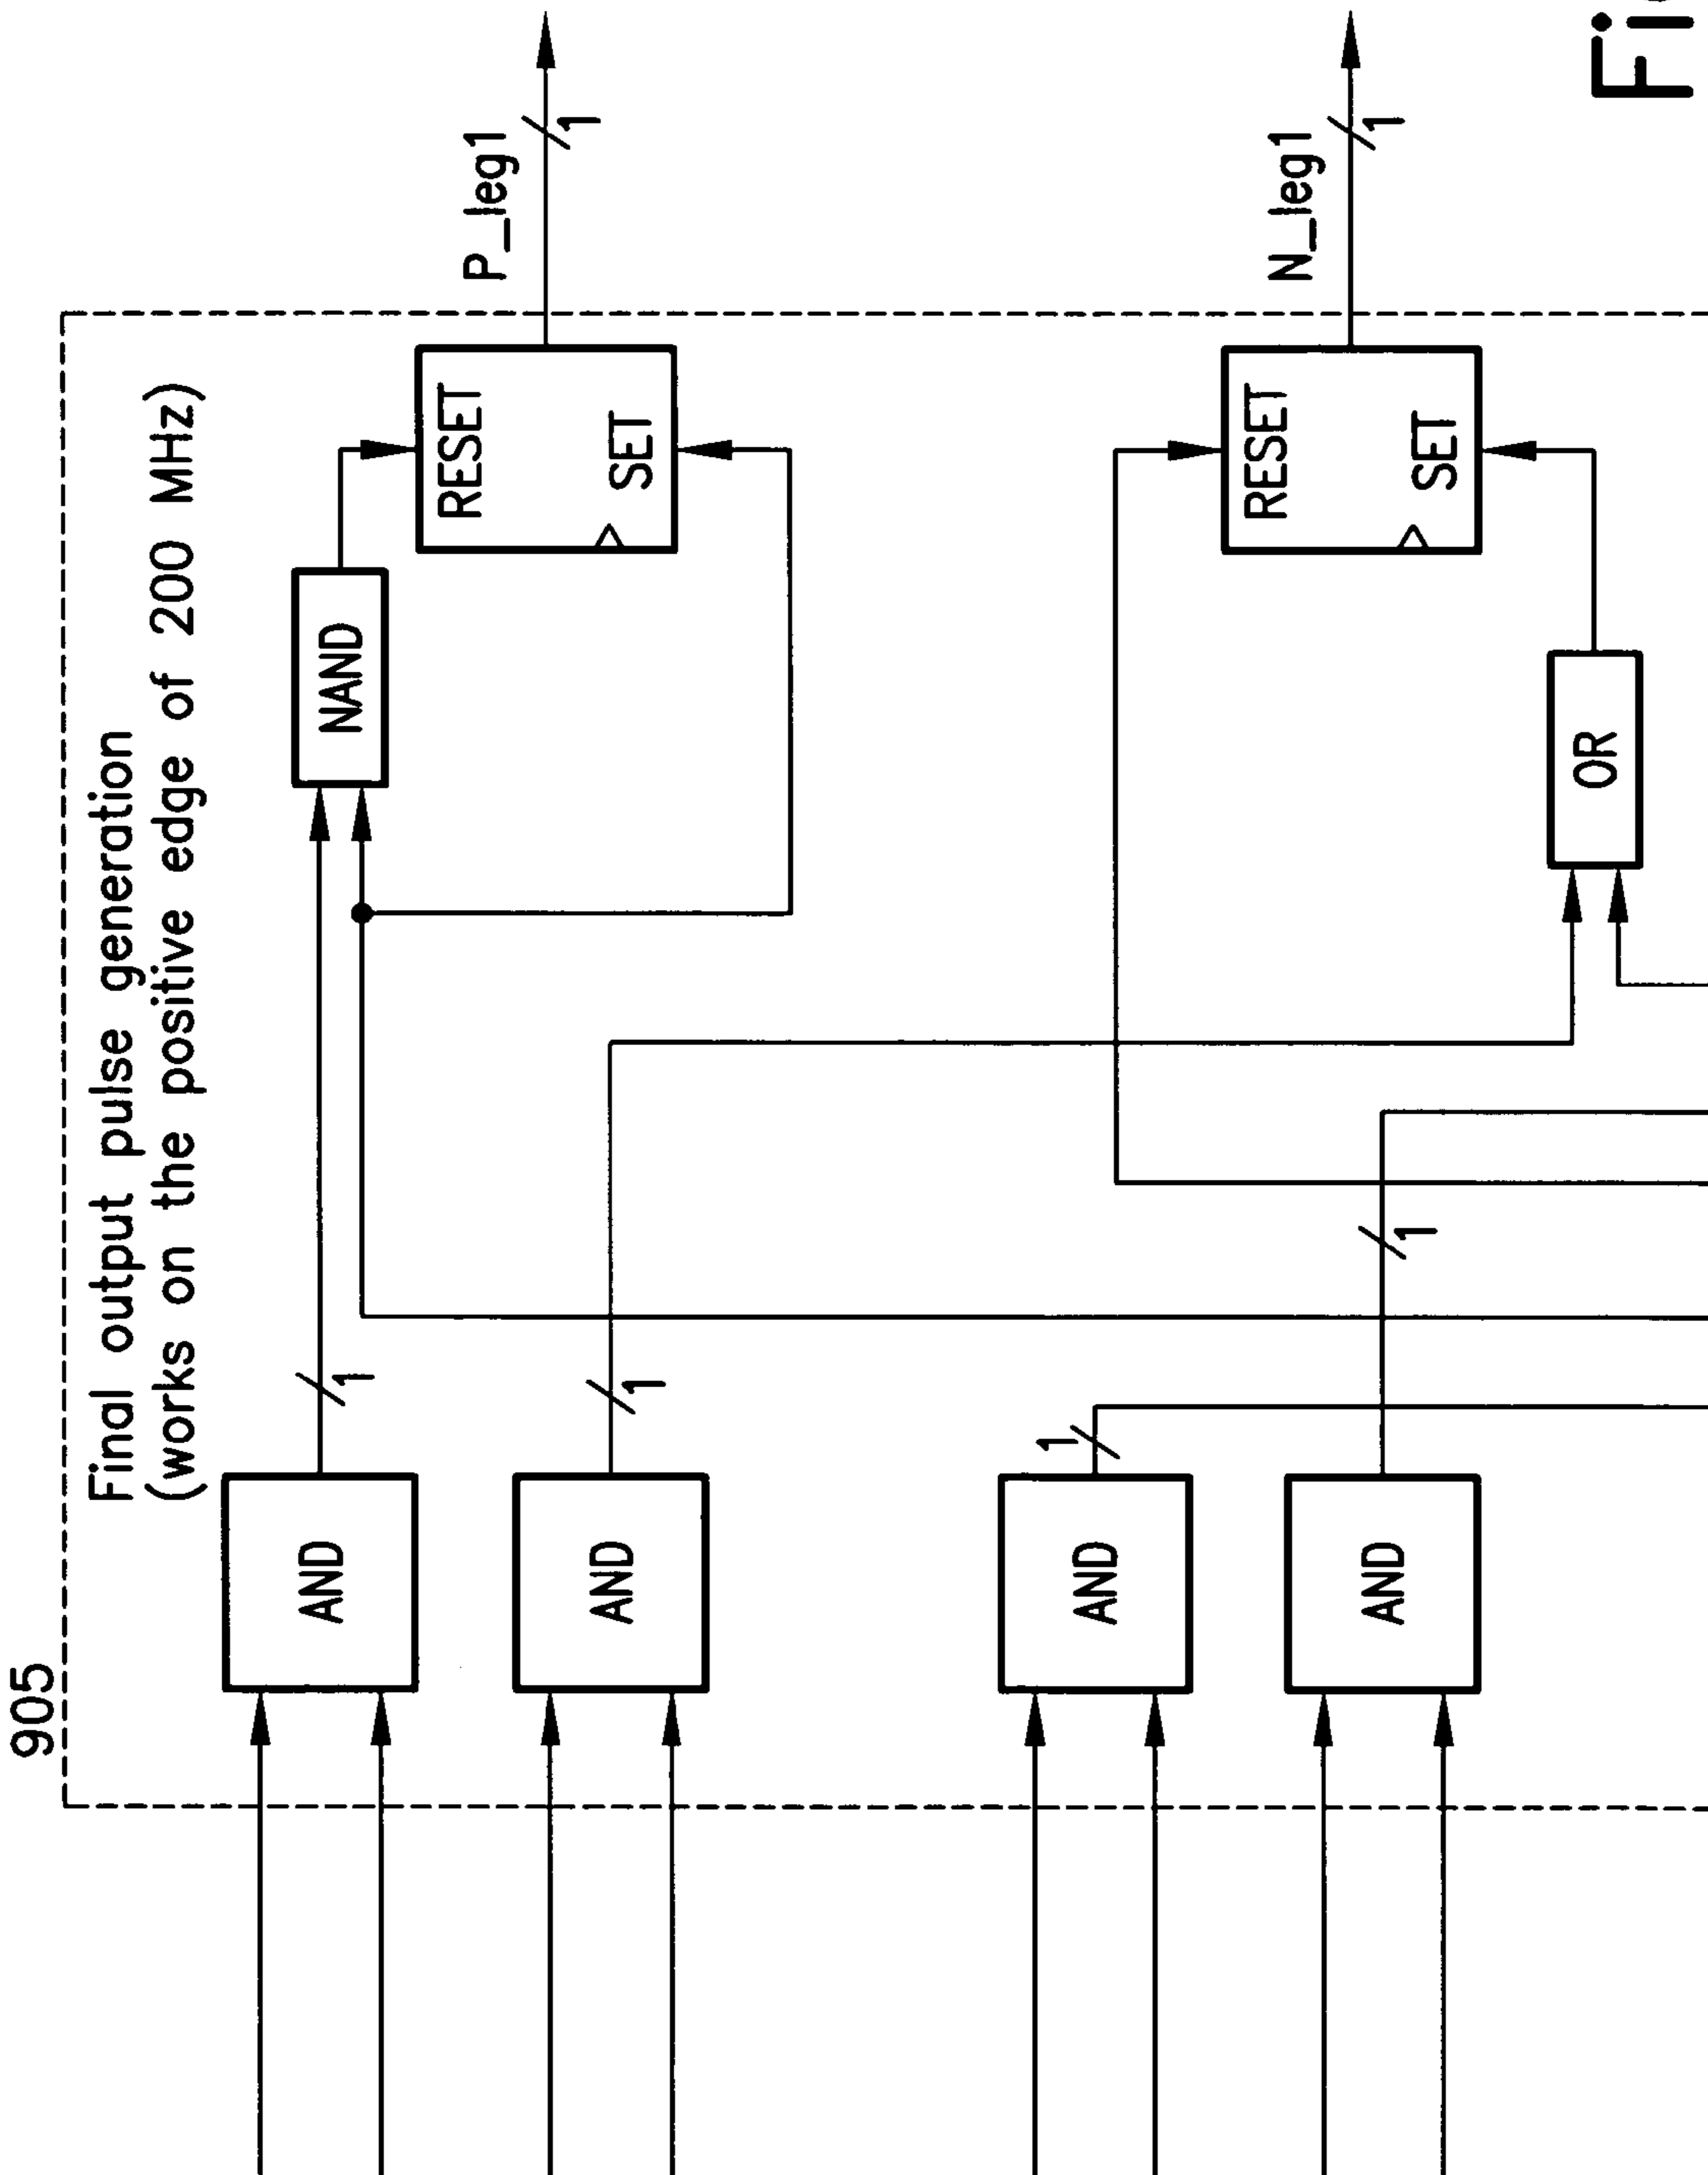 905
Final output pulse generation
(works on the positive edge of 200 MHz)
AND
1
NAND
RESET
SET
P_leg1
1
AND
1
AND
1
RESET
SET
N_leg1
1
AND
1
OR